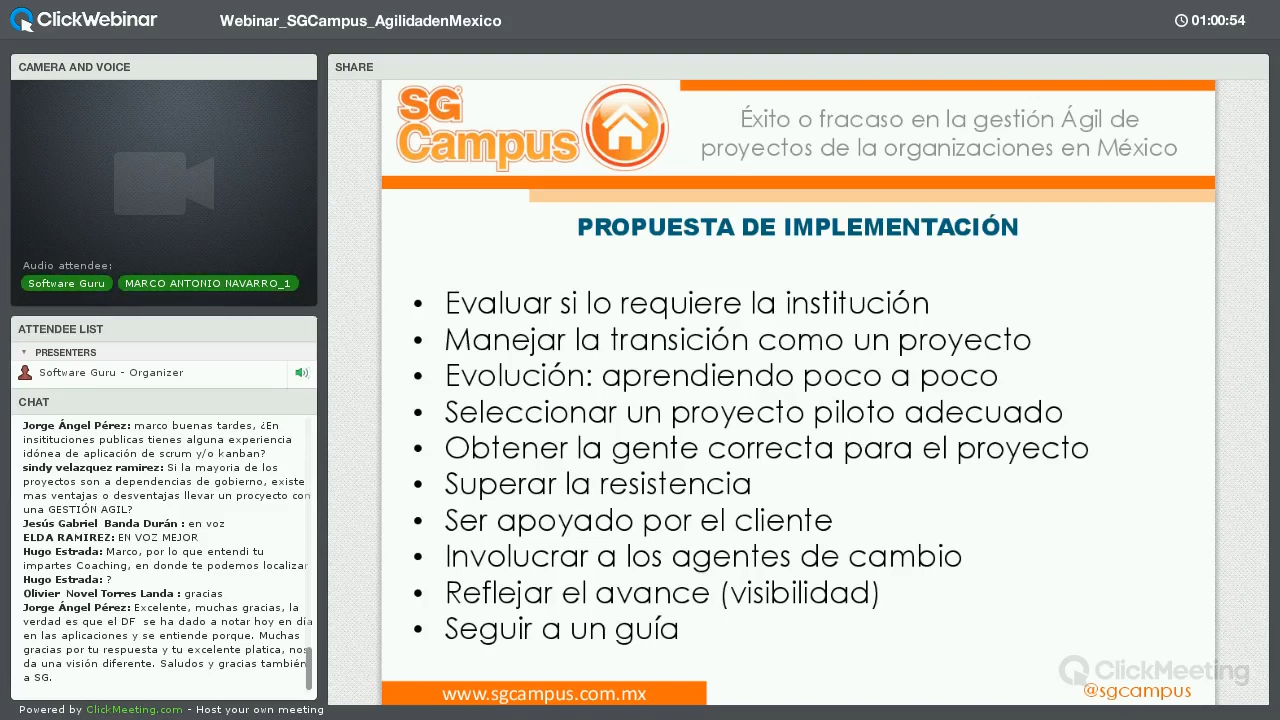 ClickWebinar
Webinar_SGCampus_AgilidadenMexico
01:00:54
CAMERA AND VOICE
Audio attendee:
Software Guru
MARCO ANTONIO NAVARRO_1
ATTENDEE LIST
PRESENTERS
Software Guru - Organizer
CHAT
Jorge Ángel Pérez: marco buenas tardes, ¿En
insitituciones publicas tienes alguna experiencia
idónea de aplicación de scrum y/o kanban?
sindy velazquez ramirez: Si la mayoria de los
proyectos son a dependencias de gobierno, existe
mas ventajas o desventajas llevar un procyecto con
una GESTIÓN AGIL?
Jesús Gabriel Banda Durán : en voz
ELDA RAMIREZ: EN VOZ MEJOR
Hugo Estrada: Marco, por lo que entendi tu
impartes Coaching, en donde te podemos localizar
Hugo Estrada: ?
Olivier_Novel Torres Landa : gracias
Jorge Ángel Pérez: Excelente, muchas gracias, la
verdad es que el DF se ha dado a notar hoy en día
en las aplicaciones y se entiende porque. Muchas
gracias por tu respuesta y tu excelente platica, nos
da una visión diferente. Saludos y gracias también
a SG.
Powered by ClickMeeting.com - Host your own meeting
SHARE
SG
Campus
Éxito o fracaso en la gestión Ágil de
proyectos de la organizaciones en México
PROPUESTA DE IMPLEMENTACIÓN
• Evaluar si lo requiere la institución
• Manejar la transición como un proyecto
• Evolución: aprendiendo poco a poco
• Seleccionar un proyecto piloto adecuado
• Obtener la gente correcta para el proyecto
• Superar la resistencia
• Ser apoyado por el cliente
• Involucrar a los agentes de cambio
• Reflejar el avance (visibilidad)
• Seguir a un guía
ClickMeeting
www.sgcampus.com.mx
@sgcampus